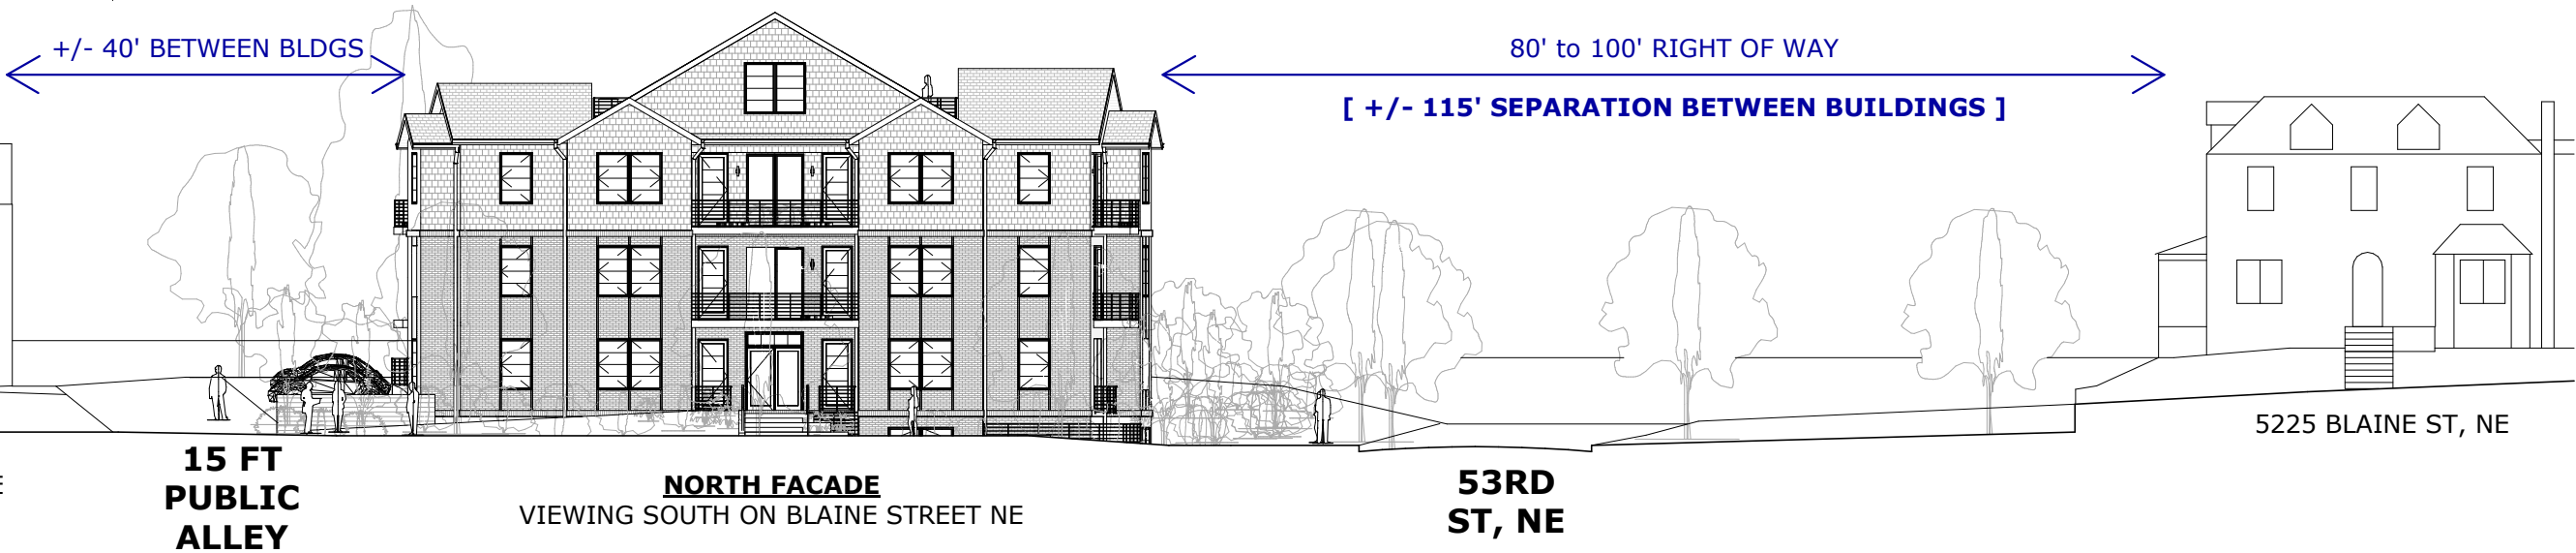 +/- 40' BETWEEN BLDGS
80' to 100' RIGHT OF WAY
[ +/- 115' SEPARATION BETWEEN BUILDINGS ]
5225 BLAINE ST, NE
15 FT
PUBLIC
ALLEY
NORTH FACADE
VIEWING SOUTH ON BLAINE STREET NE
53RD
ST, NE